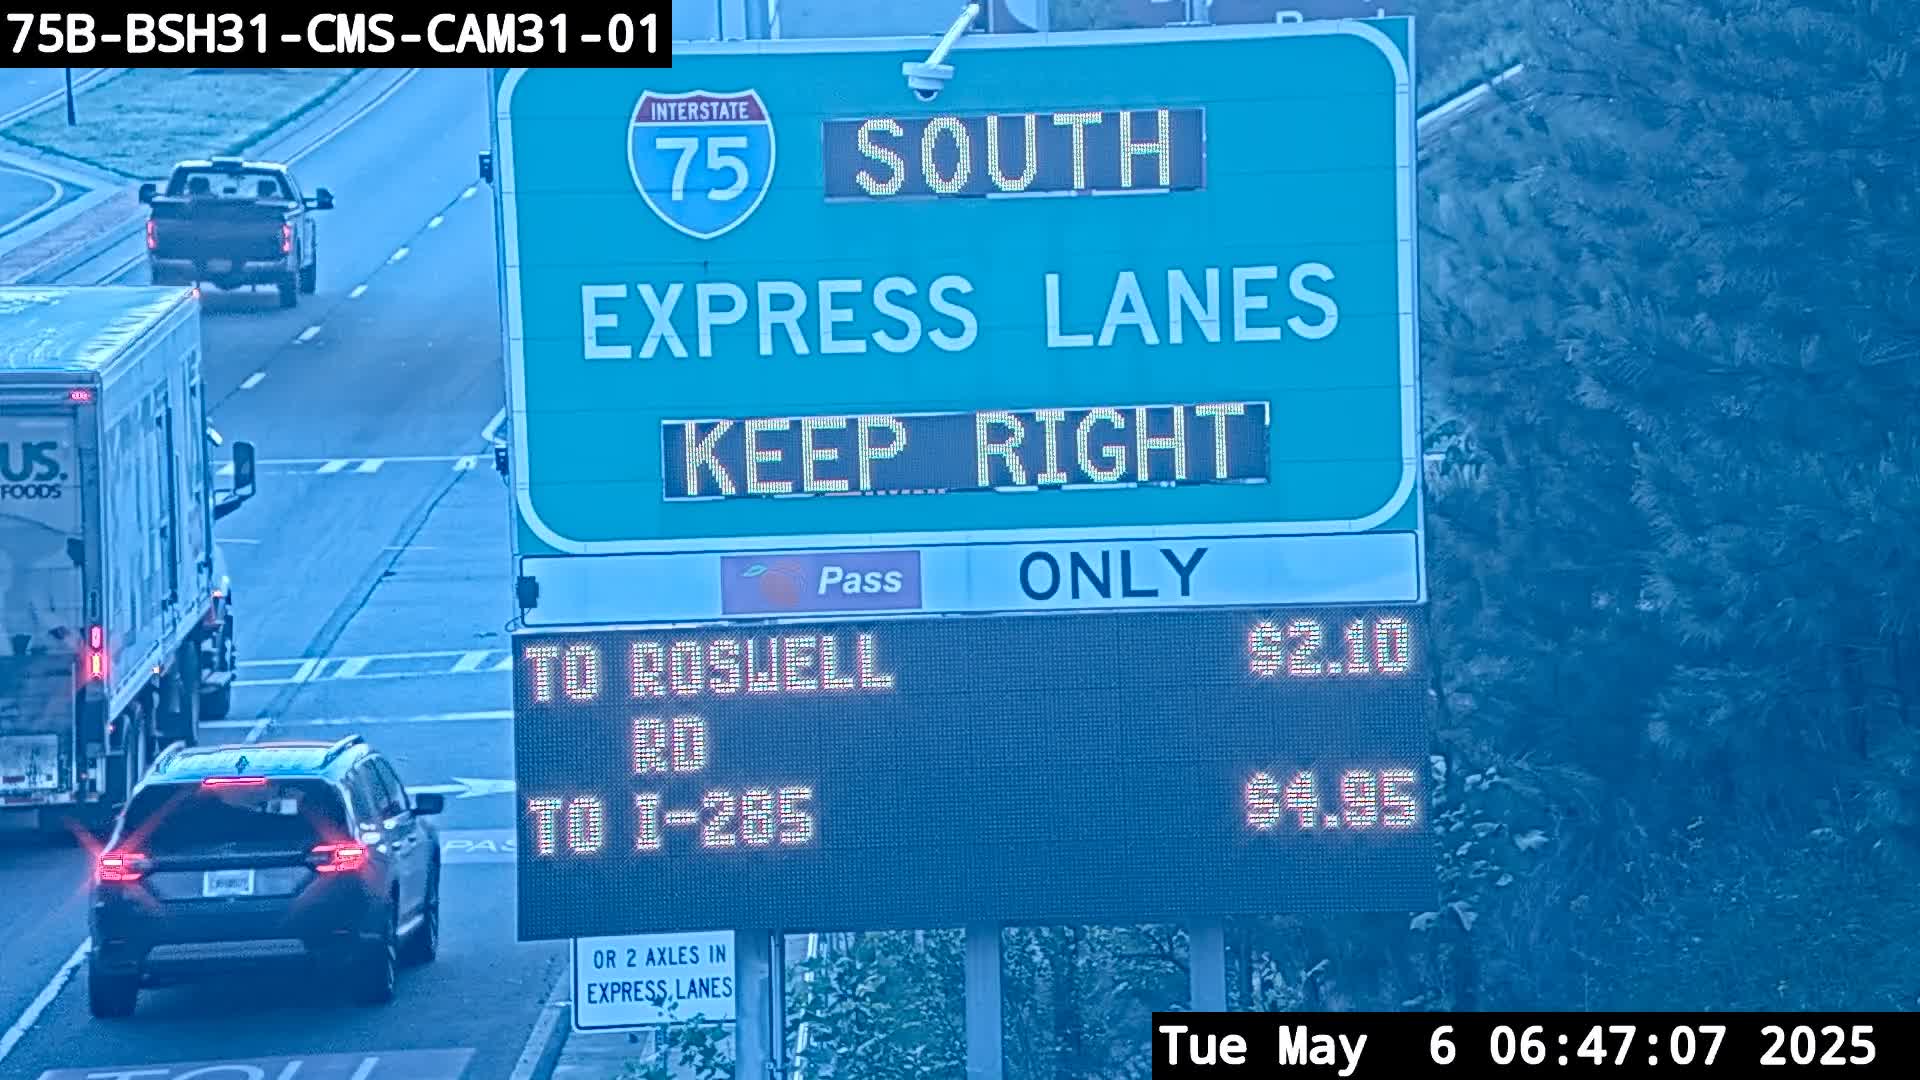 75B-BSH31-CMS-CAM31-01
INTERSTATE
75
SOUTH
EXPRESS LANES
KEEP RIGHT
Pass ONLY
TO ROSWELL $2.10
RD
TO I-285 $4.95
OR 2 AXLES IN
EXPRESS LANES
US.
FOODS
PAS
TOLL
Tue May 6 06:47:07 2025